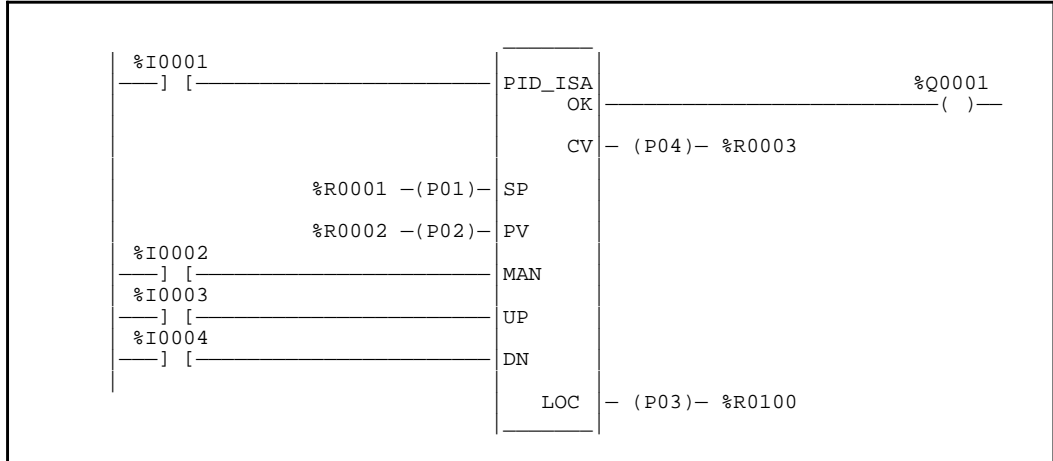 %I0001
] [ PID_ISA %Q0001
OK ( )
CV (P04) %R0003
%R0001 (P01) SP
%R0002 (P02) PV
%I0002
] [ MAN
%I0003
] [ UP
%I0004
] [ DN
LOC (P03) %R0100